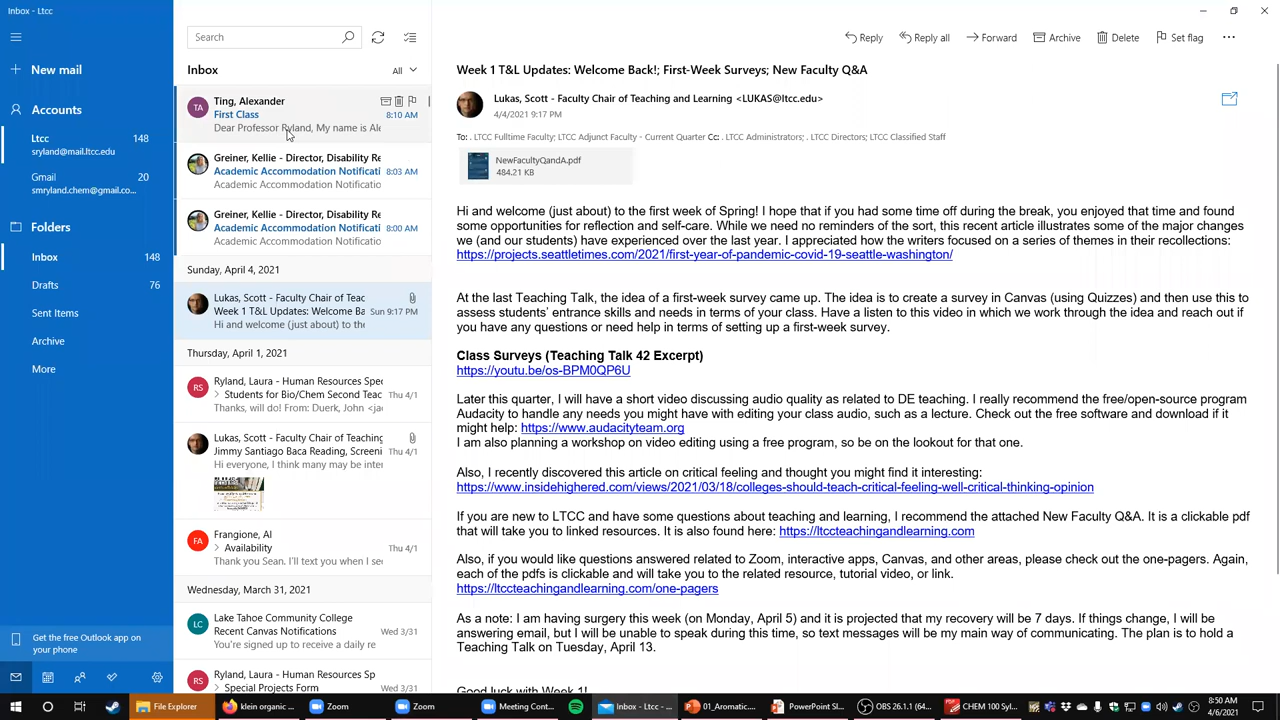 Inbox - Ltcc
New mail
Accounts
Ltcc 148
sryland@mail.ltcc.edu
Gmail 20
smryland.chem@gmail.co...
Folders
Inbox 148
Drafts 76
Sent Items
Archive
More
Get the free Outlook app on
your phone
Search
Inbox All
TA
Ting, Alexander
First Class 8:10 AM
Dear Professor Ryland, My name is Ale
Greiner, Kellie - Director, Disability Re
Academic Accommodation Notificati 8:03 AM
Academic Accommodation Notificatio
Greiner, Kellie - Director, Disability Re
Academic Accommodation Notificati 8:00 AM
Academic Accommodation Notificatio
Sunday, April 4, 2021
Lukas, Scott - Faculty Chair of Teac
Week 1 T&L Updates: Welcome Ba Sun 9:17 PM
Hi and welcome (just about) to the
Thursday, April 1, 2021
RS
Ryland, Laura - Human Resources Spec
> Students for Bio/Chem Second Teac Thu 4/1
Thanks, will do! From: Duerk, John <jac
Lukas, Scott - Faculty Chair of Teaching
Jimmy Santiago Baca Reading, Screeni Thu 4/1
Hi everyone, I think many may be inter
FA
Frangione, Al
> Availability Thu 4/1
Thank you Sean. I'll text you when I see
Wednesday, March 31, 2021
LC
Lake Tahoe Community College
Recent Canvas Notifications Wed 3/31
You're signed up to receive a daily re
RS
Ryland, Laura - Human Resources Sp
> Special Projects Form Wed 3/31
Reply Reply all Forward Archive Delete Set flag ...
Week 1 T&L Updates: Welcome Back!; First-Week Surveys; New Faculty Q&A
Lukas, Scott - Faculty Chair of Teaching and Learning <LUKAS@ltcc.edu>
4/4/2021 9:17 PM
To: . LTCC Fulltime Faculty; LTCC Adjunct Faculty - Current Quarter Cc: . LTCC Administrators; . LTCC Directors; LTCC Classified Staff
NewFacultyQandA.pdf
484.21 KB
Hi and welcome (just about) to the first week of Spring! I hope that if you had some time off during the break, you enjoyed that time and found
some opportunities for reflection and self-care. While we need no reminders of the sort, this recent article illustrates some of the major changes
we (and our students) have experienced over the last year. I appreciated how the writers focused on a series of themes in their recollections:
https://projects.seattletimes.com/2021/first-year-of-pandemic-covid-19-seattle-washington/
At the last Teaching Talk, the idea of a first-week survey came up. The idea is to create a survey in Canvas (using Quizzes) and then use this to
assess students' entrance skills and needs in terms of your class. Have a listen to this video in which we work through the idea and reach out if
you have any questions or need help in terms of setting up a first-week survey.
Class Surveys (Teaching Talk 42 Excerpt)
https://youtu.be/os-BPM0QP6U
Later this quarter, I will have a short video discussing audio quality as related to DE teaching. I really recommend the free/open-source program
Audacity to handle any needs you might have with editing your class audio, such as a lecture. Check out the free software and download if it
might help: https://www.audacityteam.org
I am also planning a workshop on video editing using a free program, so be on the lookout for that one.
Also, I recently discovered this article on critical feeling and thought you might find it interesting:
https://www.insidehighered.com/views/2021/03/18/colleges-should-teach-critical-feeling-well-critical-thinking-opinion
If you are new to LTCC and have some questions about teaching and learning, I recommend the attached New Faculty Q&A. It is a clickable pdf
that will take you to linked resources. It is also found here: https://ltccteachingandlearning.com
Also, if you would like questions answered related to Zoom, interactive apps, Canvas, and other areas, please check out the one-pagers. Again,
each of the pdfs is clickable and will take you to the related resource, tutorial video, or link.
https://ltccteachingandlearning.com/one-pagers
As a note: I am having surgery this week (on Monday, April 5) and it is projected that my recovery will be 7 days. If things change, I will be
answering email, but I will be unable to speak during this time, so text messages will be my main way of communicating. The plan is to hold a
Teaching Talk on Tuesday, April 13.
Good luck with Week 1!
File Explorer klein organic ... Zoom Zoom Meeting Cont... Inbox - Ltcc - ... 01_Aromatic... PowerPoint Sl... OBS 26.1.1 (64... CHEM 100 Syl...
8:50 AM
4/6/2021